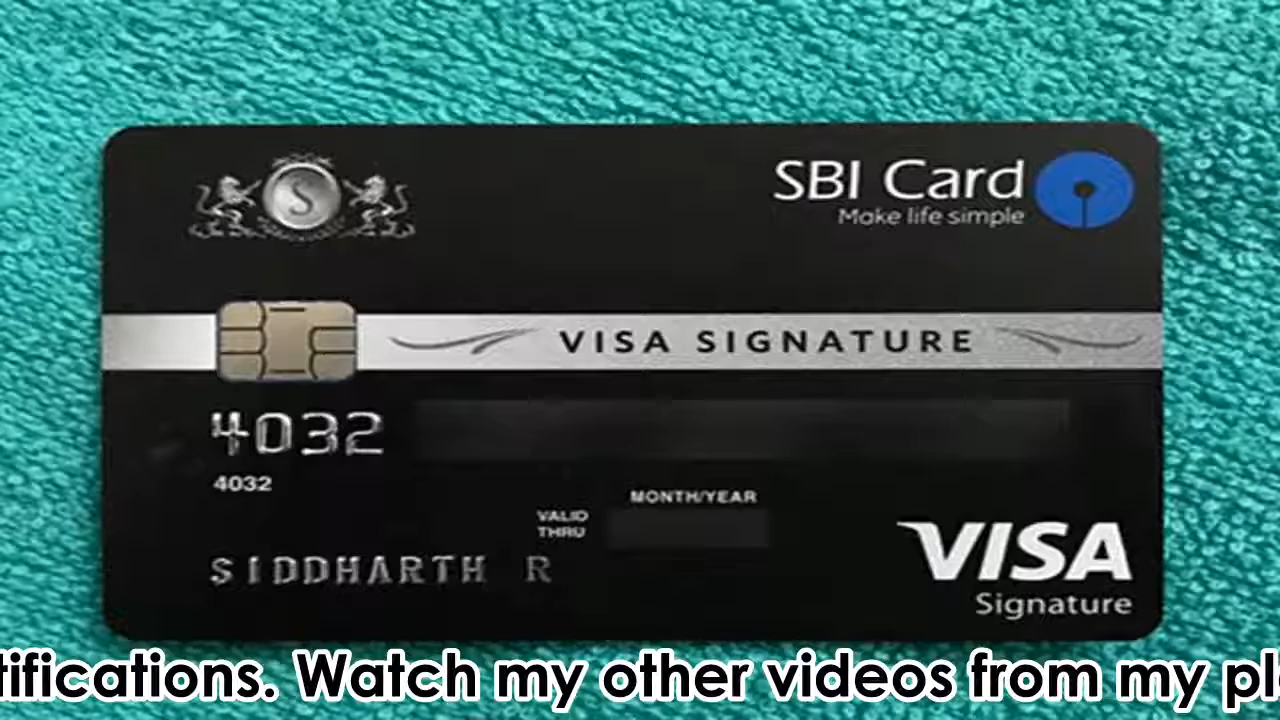 S
SBI Card
Make life simple
VISA SIGNATURE
4032
4032
MONTH/YEAR
VALID
THRU
SIDDHARTH R
VISA
Signature
tifications. Watch my other videos from my pl